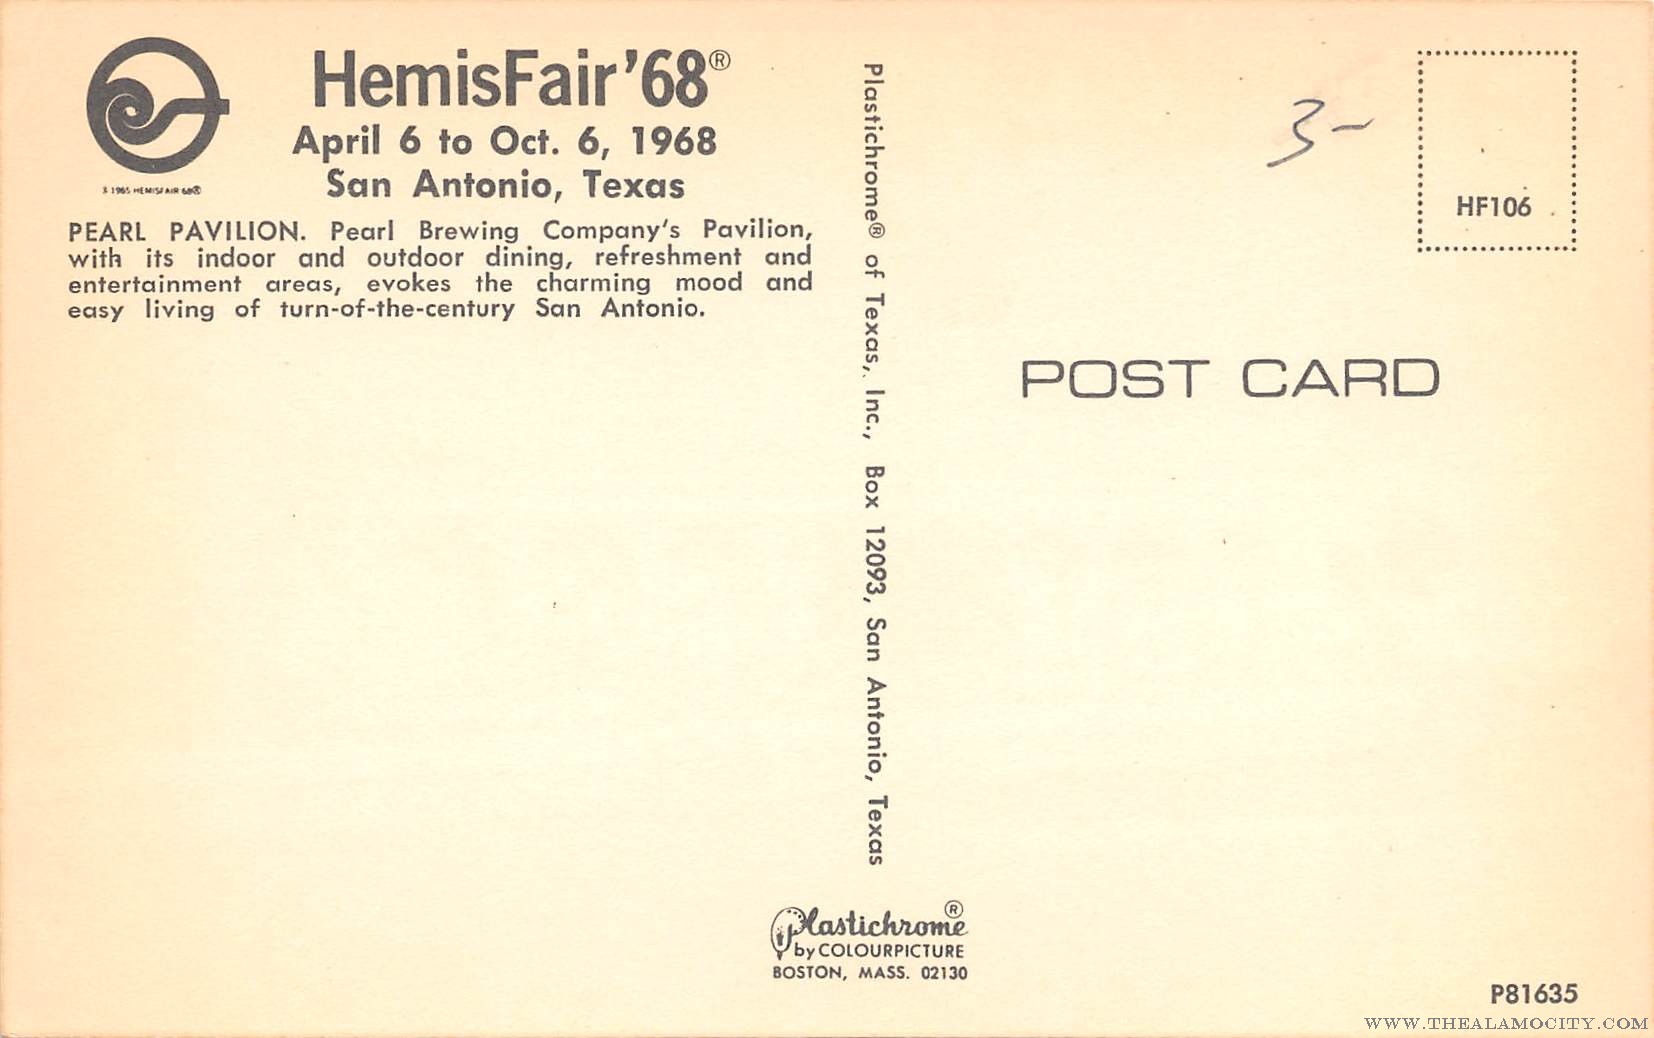 HemisFair '68®
April 6 to Oct. 6, 1968
San Antonio, Texas
1965 HEMISFAIR 68®
PEARL PAVILION. Pearl Brewing Company's Pavilion,
with its indoor and outdoor dining, refreshment and
entertainment areas, evokes the charming mood and
easy living of turn-of-the-century San Antonio.
Plastichrome® of Texas, Inc., Box 12093, San Antonio, Texas
Plastichrome®
by COLOURPICTURE
BOSTON, MASS. 02130
3-
HF106
POST CARD
P81635
WWW.THEALAMOCITY.COM